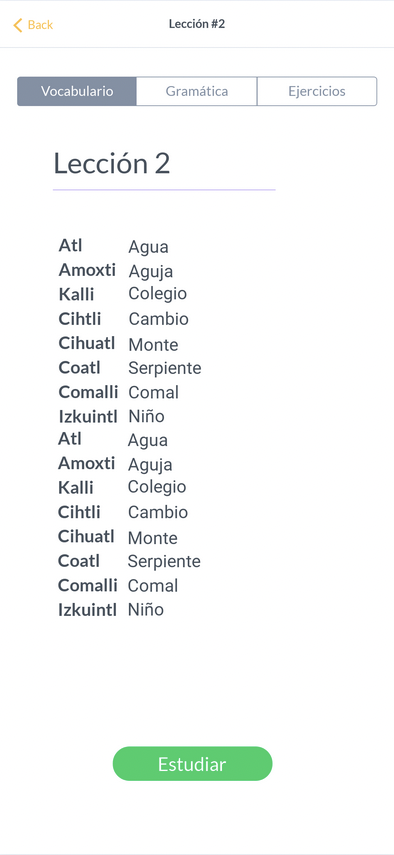 Back Lección #2
Vocabulario Gramática Ejercicios
Lección 2
Atl Agua
Amoxti Aguja
Kalli Colegio
Cihtli Cambio
Cihuatl Monte
Coatl Serpiente
Comalli Comal
Izkuintl Niño
Atl Agua
Amoxti Aguja
Kalli Colegio
Cihtli Cambio
Cihuatl Monte
Coatl Serpiente
Comalli Comal
Izkuintl Niño
Estudiar